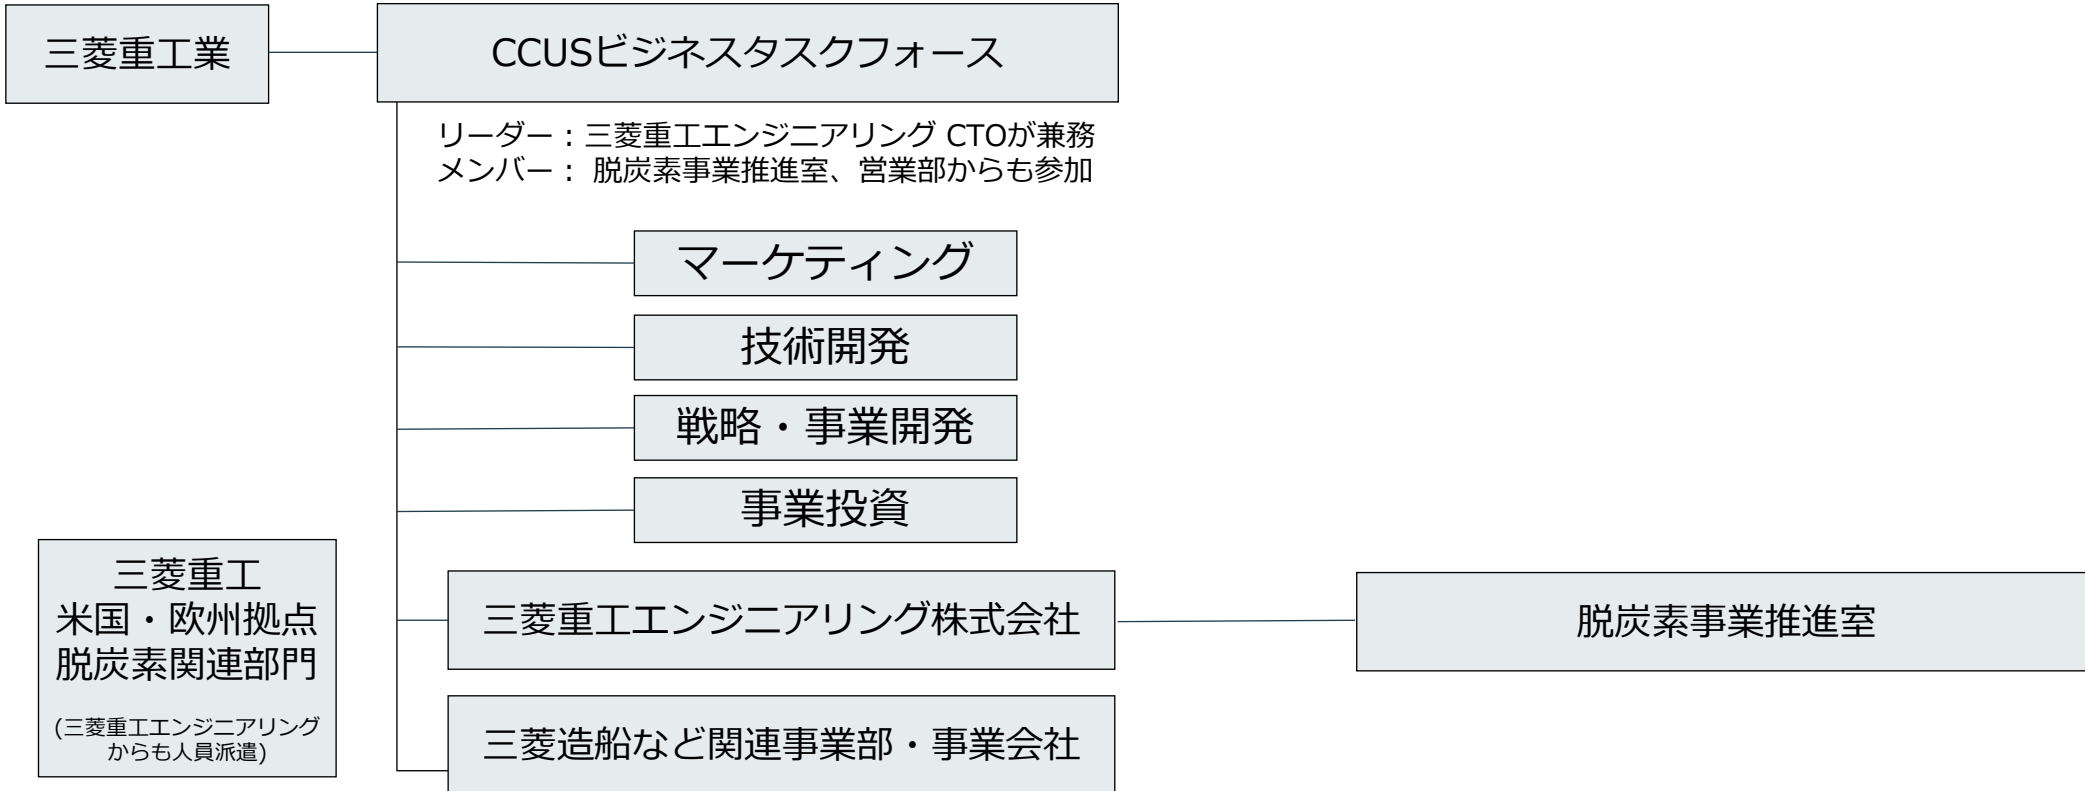 三菱重工業
CCUSビジネスタスクフォース
リーダー：三菱重工エンジニアリング CTOが兼務
メンバー： 脱炭素事業推進室、営業部からも参加
マーケティング
技術開発
戦略・事業開発
事業投資
三菱重工
米国・欧州拠点
脱炭素関連部門
(三菱重工エンジニアリング
からも人員派遣)
三菱重工エンジニアリング株式会社
脱炭素事業推進室
三菱造船など関連事業部・事業会社